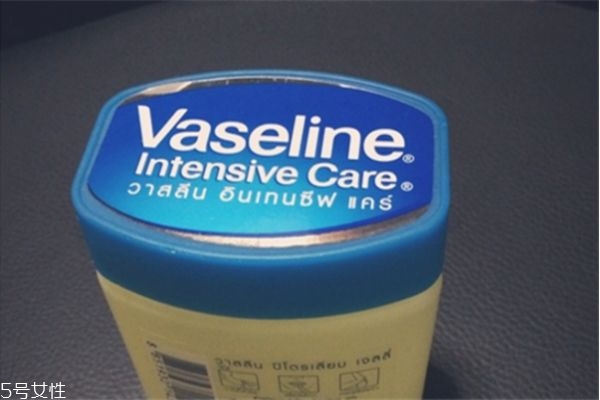 Vaseline®
Intensive Care®
วาสลีน อินเทนซีฟ แคร์
วาสลีน ปิโตรเลียม เจลลี่
5号女性